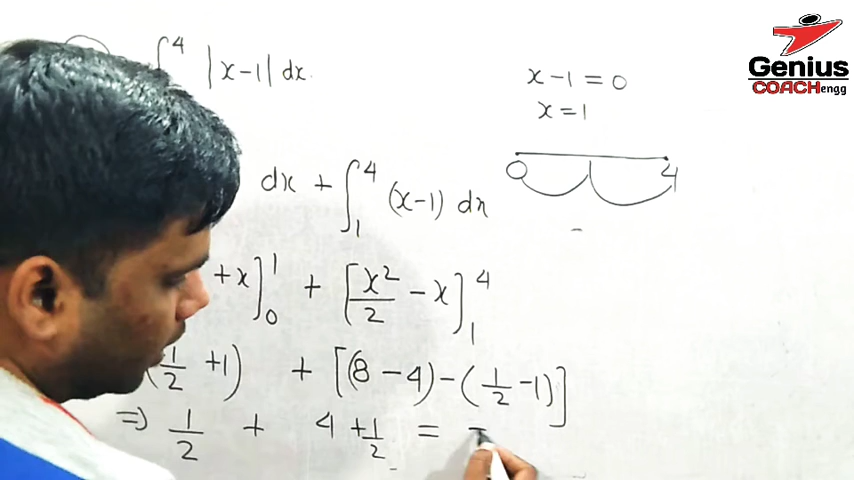 ∫ 4 |x-1| dx.
x-1=0
x=1
Genius
COACHengg
dx + ∫₁⁴ (x-1) dx
0 4
+x]₀¹ + [x²/2 - x]₁⁴
(1/2 +1) + [(8-4)-(1/2-1)]
⇒ 1/2 + 4+1/2 =